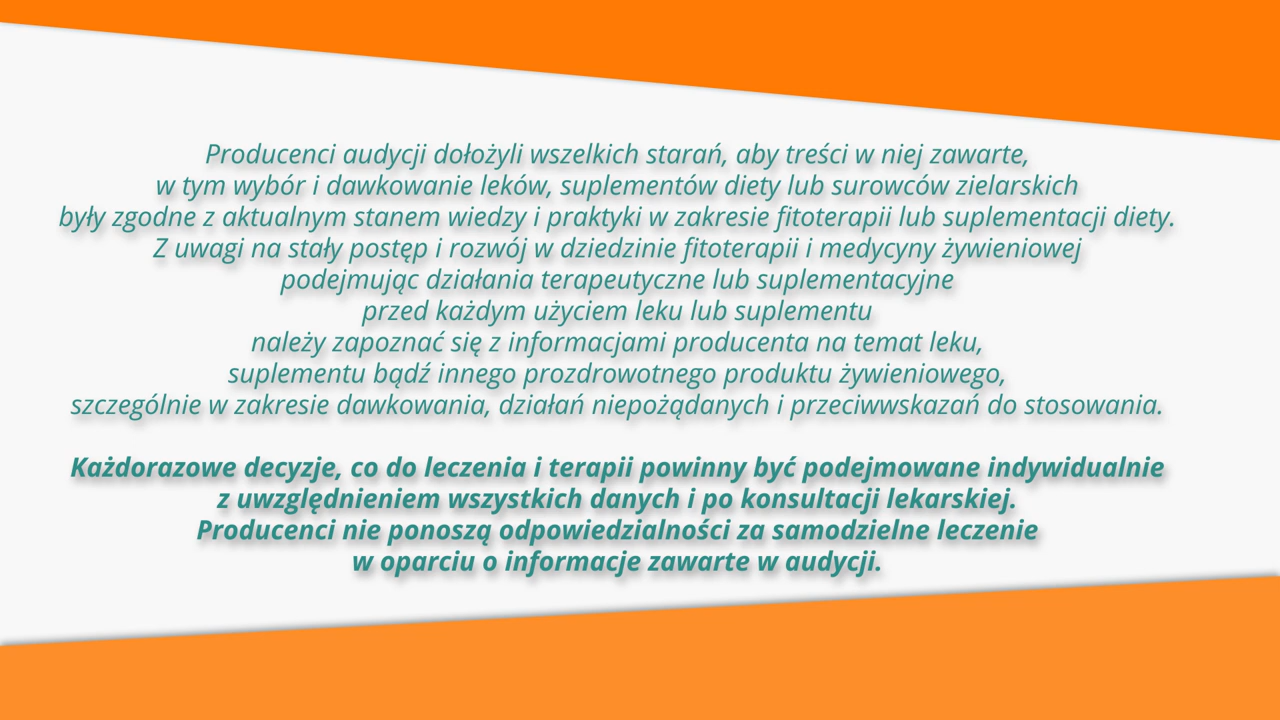 Producenci audycji dołożyli wszelkich starań, aby treści w niej zawarte,
w tym wybór i dawkowanie leków, suplementów diety lub surowców zielarskich
były zgodne z aktualnym stanem wiedzy i praktyki w zakresie fitoterapii lub suplementacji diety.
Z uwagi na stały postęp i rozwój w dziedzinie fitoterapii i medycyny żywieniowej
podejmując działania terapeutyczne lub suplementacyjne
przed każdym użyciem leku lub suplementu
należy zapoznać się z informacjami producenta na temat leku,
suplementu bądź innego prozdrowotnego produktu żywieniowego,
szczególnie w zakresie dawkowania, działań niepożądanych i przeciwwskazań do stosowania.
Każdorazowe decyzje, co do leczenia i terapii powinny być podejmowane indywidualnie
z uwzględnieniem wszystkich danych i po konsultacji lekarskiej.
Producenci nie ponoszą odpowiedzialności za samodzielne leczenie
w oparciu o informacje zawarte w audycji.